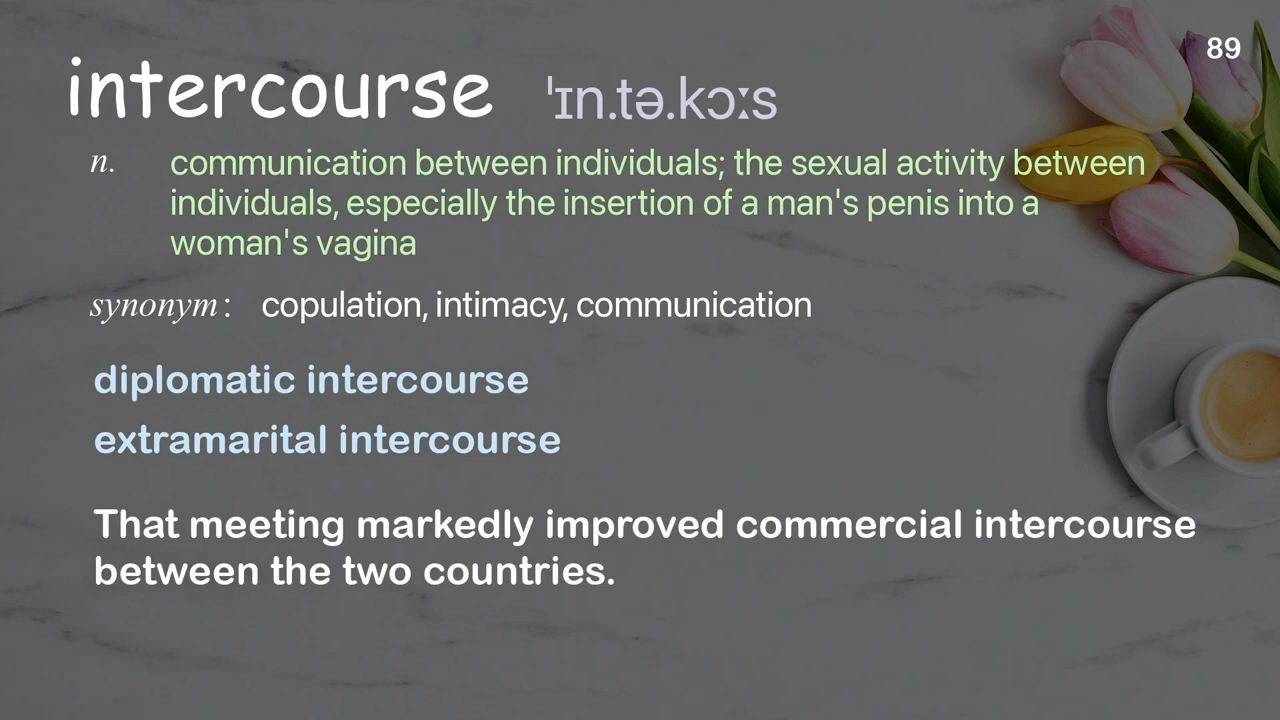 89
intercourse ˈɪn.tə.kɔːs
n. communication between individuals; the sexual activity between
individuals, especially the insertion of a man's penis into a
woman's vagina
synonym: copulation, intimacy, communication
diplomatic intercourse
extramarital intercourse
That meeting markedly improved commercial intercourse
between the two countries.